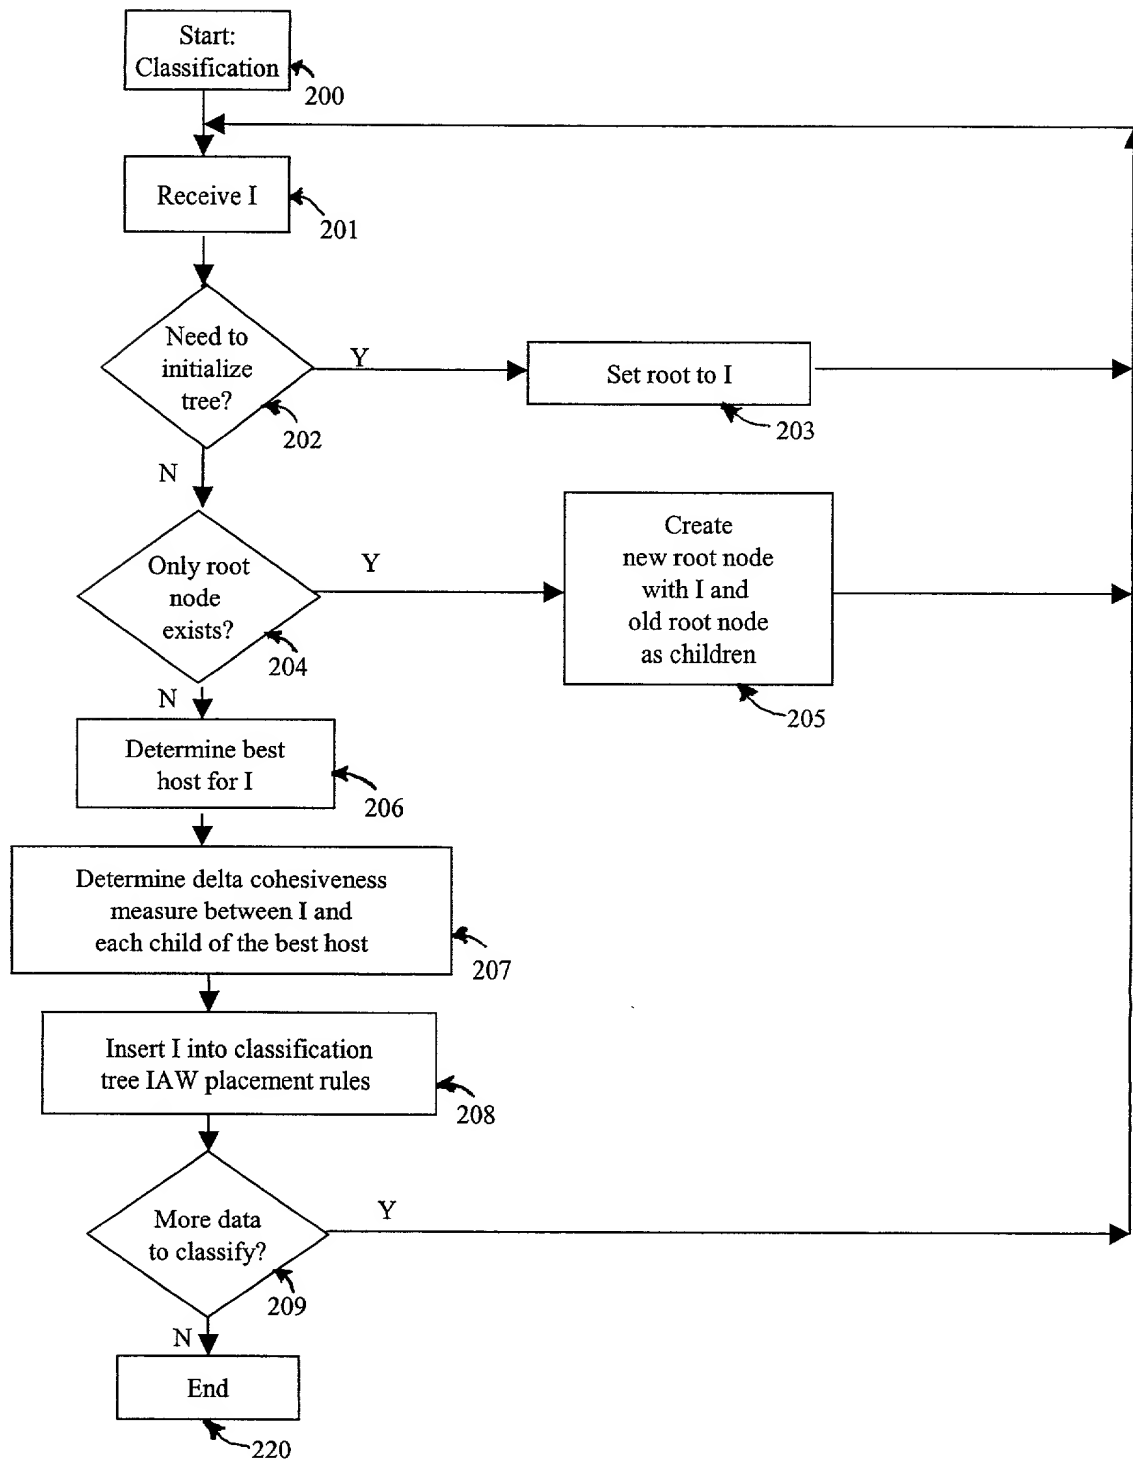 Start:
Classification
200
Receive I
201
Need to
initialize
tree?
202
Y
Set root to I
203
N
Only root
node
exists?
204
Y
Create
new root node
with I and
old root node
as children
205
N
Determine best
host for I
206
Determine delta cohesiveness
measure between I and
each child of the best host
207
Insert I into classification
tree IAW placement rules
208
More data
to classify?
209
Y
N
End
220